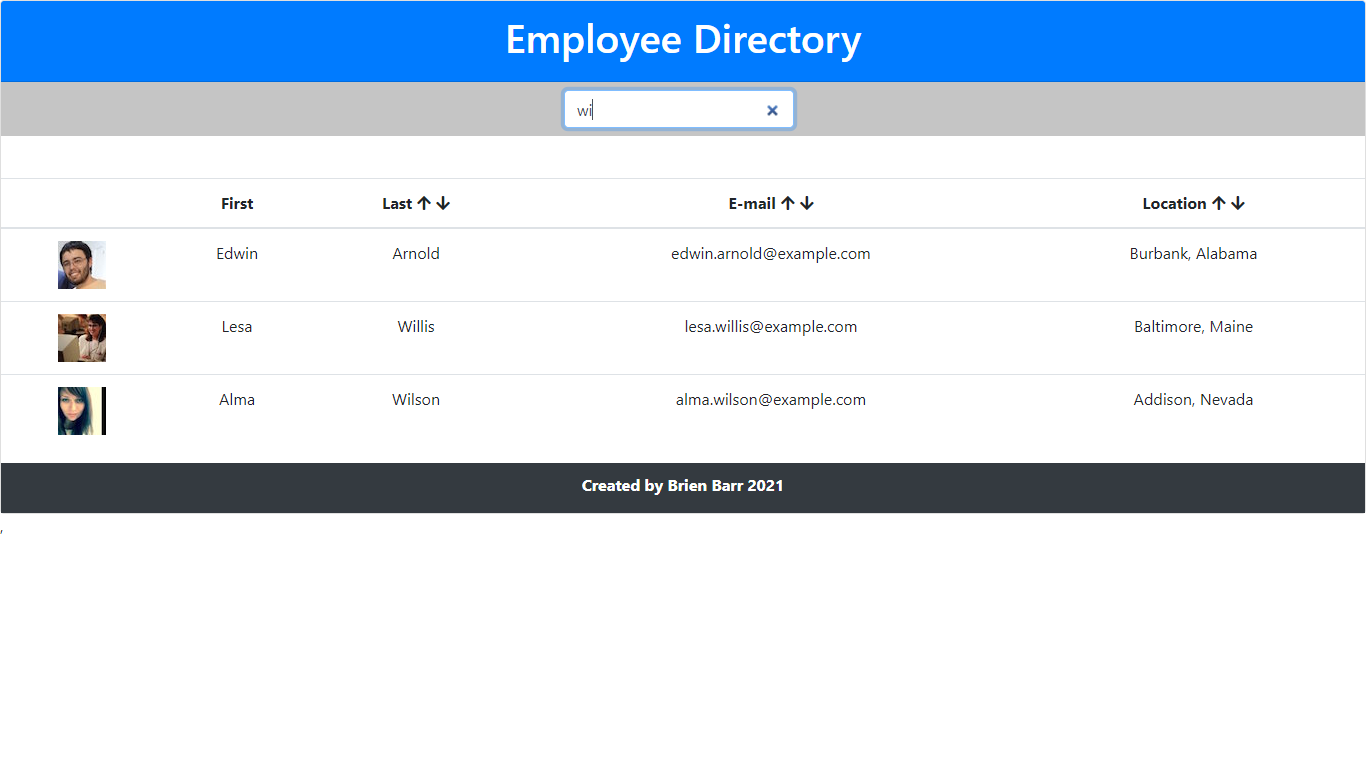 Employee Directory
wi
First Last E-mail Location
Edwin Arnold edwin.arnold@example.com Burbank, Alabama
Lesa Willis lesa.willis@example.com Baltimore, Maine
Alma Wilson alma.wilson@example.com Addison, Nevada
Created by Brien Barr 2021
,